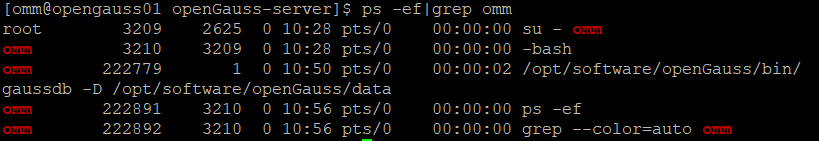 [omm@opengauss01 openGauss-server]$ ps -ef|grep omm
root        3209    2625  0 10:28 pts/0    00:00:00 su - omm
omm         3210    3209  0 10:28 pts/0    00:00:00 -bash
omm       222779       1  0 10:50 pts/0    00:00:02 /opt/software/openGauss/bin/
gaussdb -D /opt/software/openGauss/data
omm       222891    3210  0 10:56 pts/0    00:00:00 ps -ef
omm       222892    3210  0 10:56 pts/0    00:00:00 grep --color=auto omm